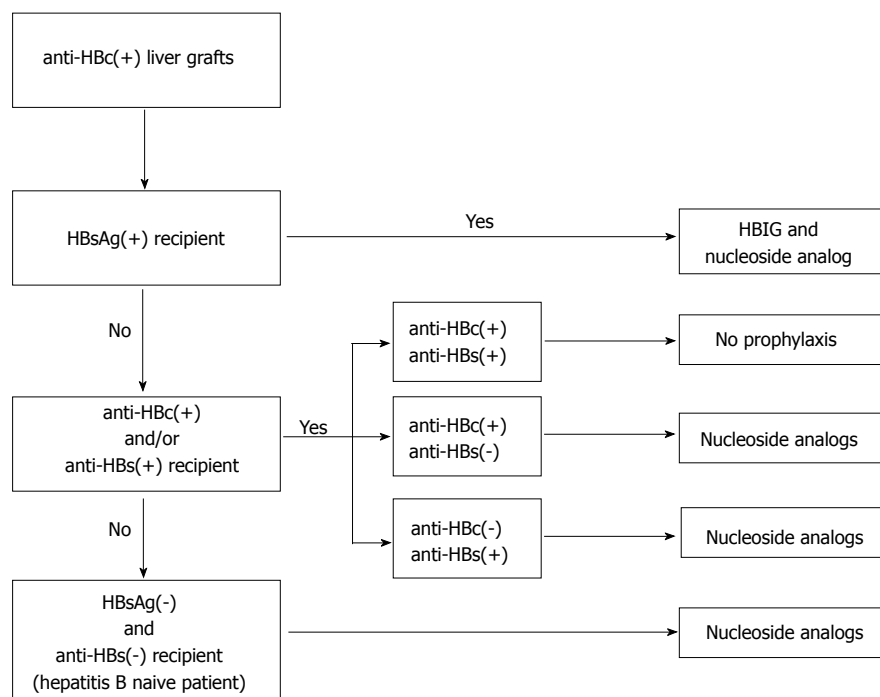 anti-HBc(+) liver grafts
HBsAg(+) recipient
Yes
HBIG and
nucleoside analog
No
anti-HBc(+)
anti-HBs(+)
No prophylaxis
anti-HBc(+)
and/or
anti-HBs(+) recipient
Yes
anti-HBc(+)
anti-HBs(-)
Nucleoside analogs
No
anti-HBc(-)
anti-HBs(+)
Nucleoside analogs
HBsAg(-)
and
anti-HBs(-) recipient
(hepatitis B naive patient)
Nucleoside analogs